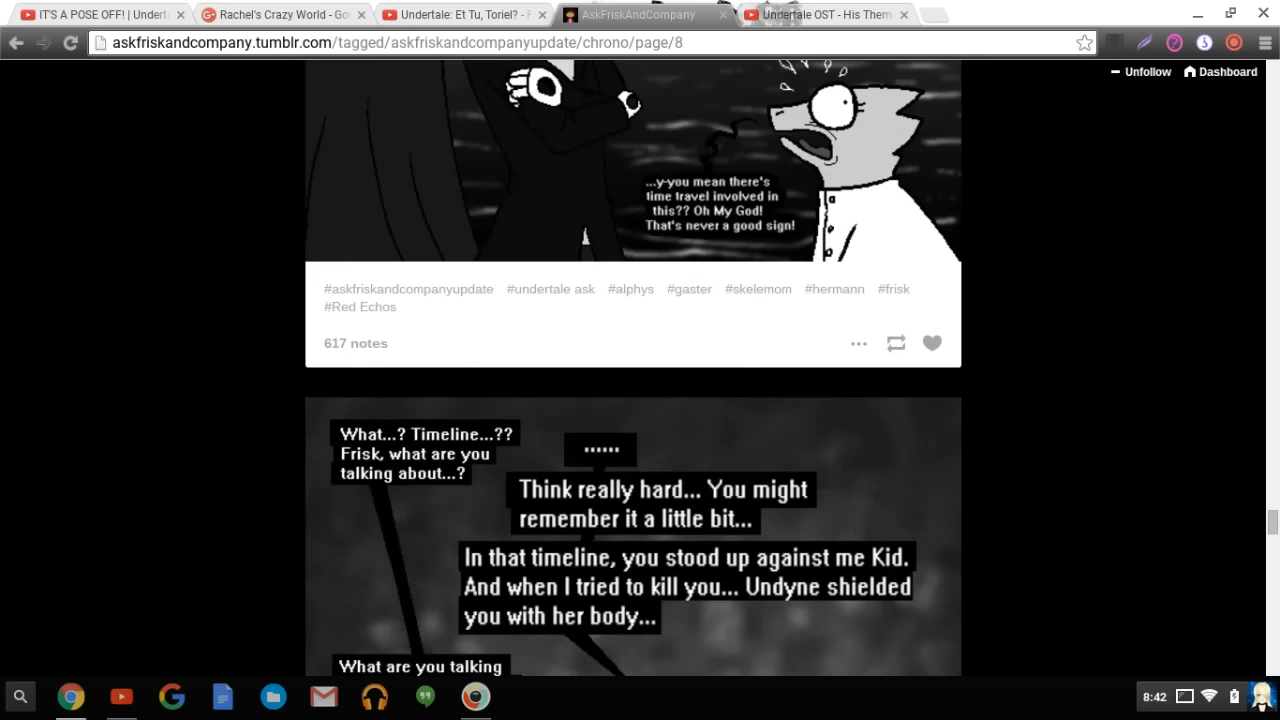 IT'S A POSE OFF! | Undert
Rachel's Crazy World - Go
Undertale: Et Tu, Toriel? - F
AskFriskAndCompany
Undertale OST - His Them
askfriskandcompany.tumblr.com/tagged/askfriskandcompanyupdate/chrono/page/8
Unfollow
Dashboard
...y-you mean there's
time travel involved in
this?? Oh My God!
That's never a good sign!
#askfriskandcompanyupdate #undertale ask #alphys #gaster #skelemom #hermann #frisk
#Red Echos
617 notes
What...? Timeline...??
Frisk, what are you
talking about...?
......
Think really hard... You might
remember it a little bit...
In that timeline, you stood up against me Kid.
And when I tried to kill you... Undyne shielded
you with her body...
What are you talking
8:42